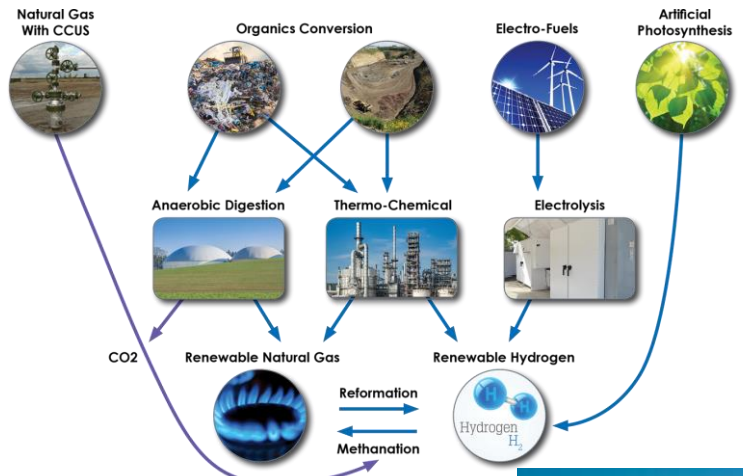 Natural Gas
With CCUS
Organics Conversion
Electro-Fuels
Artificial
Photosynthesis
Anaerobic Digestion
Thermo-Chemical
Electrolysis
CO2
Renewable Natural Gas
Renewable Hydrogen
Reformation
Methanation
H
H
Hydrogen
H2